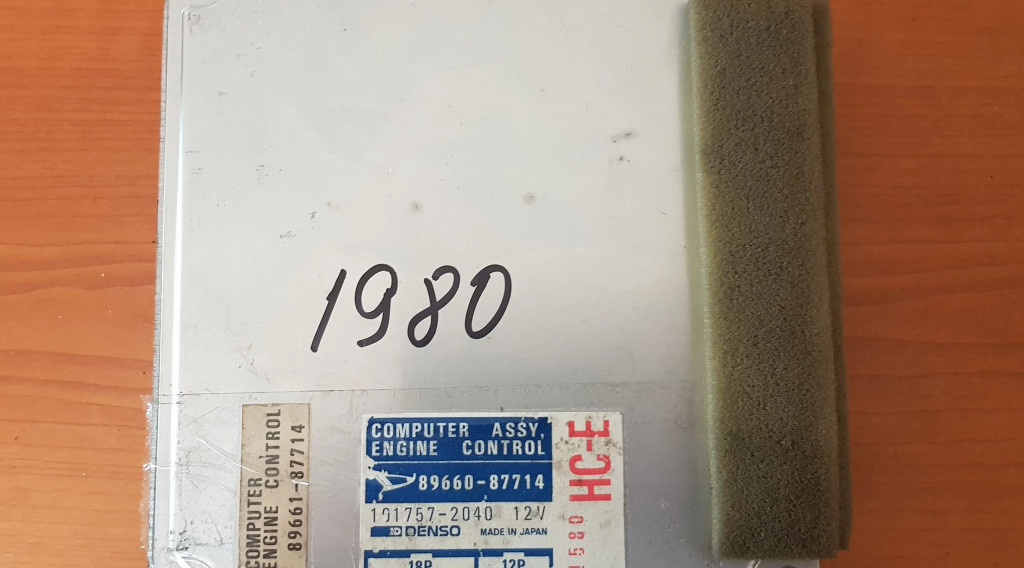 1980
COMPUTER
ENGINE CONTROL
89661-87714
COMPUTER ASSY,
ENGINE CONTROL
89660-87714
101757-2040 12V
DENSO MADE IN JAPAN
18P 12P
HC-E